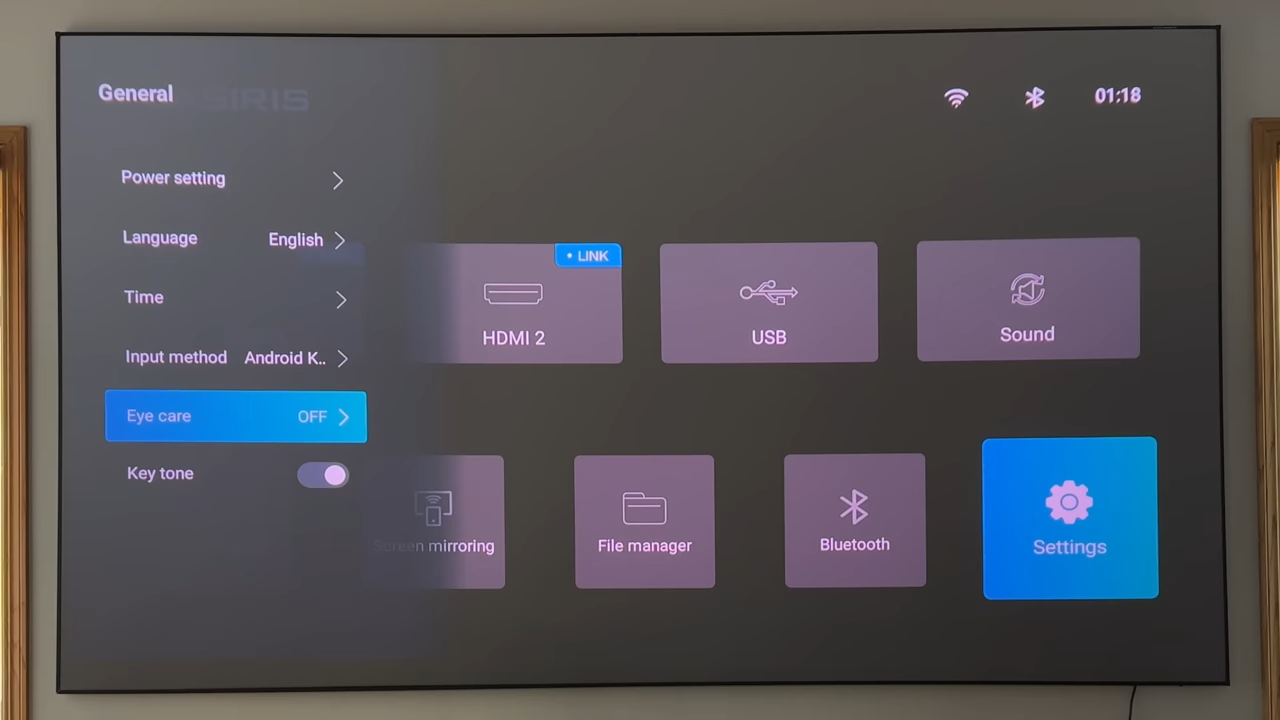 General
01:18
Power setting
Language English
Time
Input method Android K..
Eye care OFF
Key tone
• LINK
HDMI 2
USB
Sound
Screen mirroring
File manager
Bluetooth
Settings